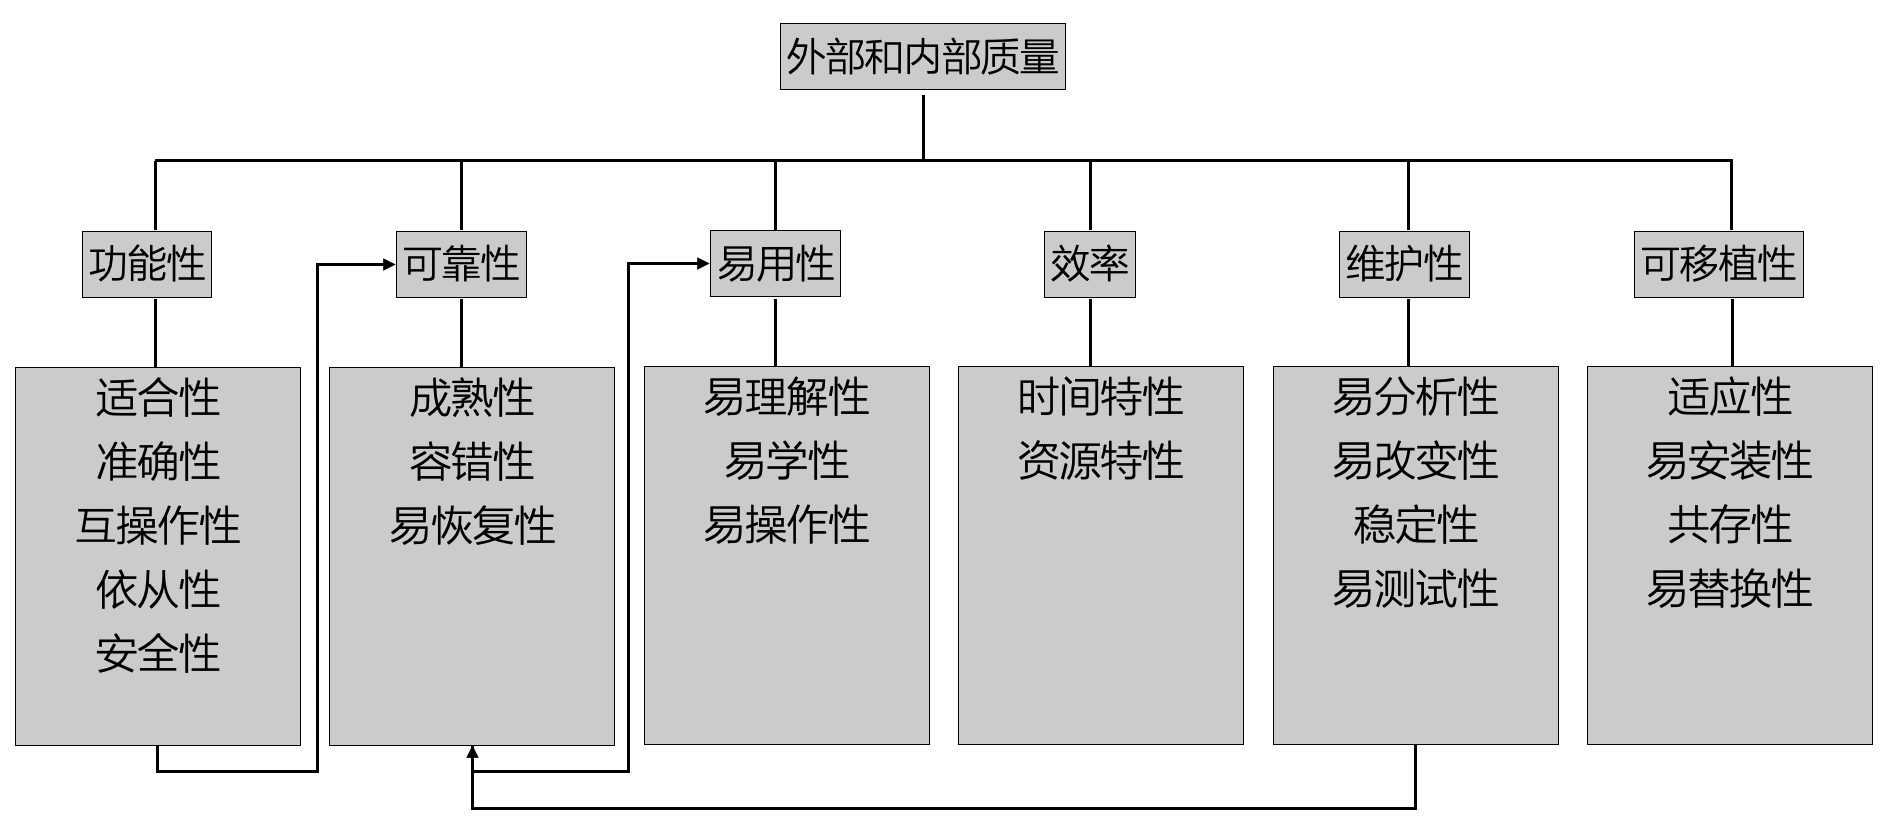 外部和内部质量
功能性
可靠性
易用性
效率
维护性
可移植性
适合性
准确性
互操作性
依从性
安全性
成熟性
容错性
易恢复性
易理解性
易学性
易操作性
时间特性
资源特性
易分析性
易改变性
稳定性
易测试性
适应性
易安装性
共存性
易替换性